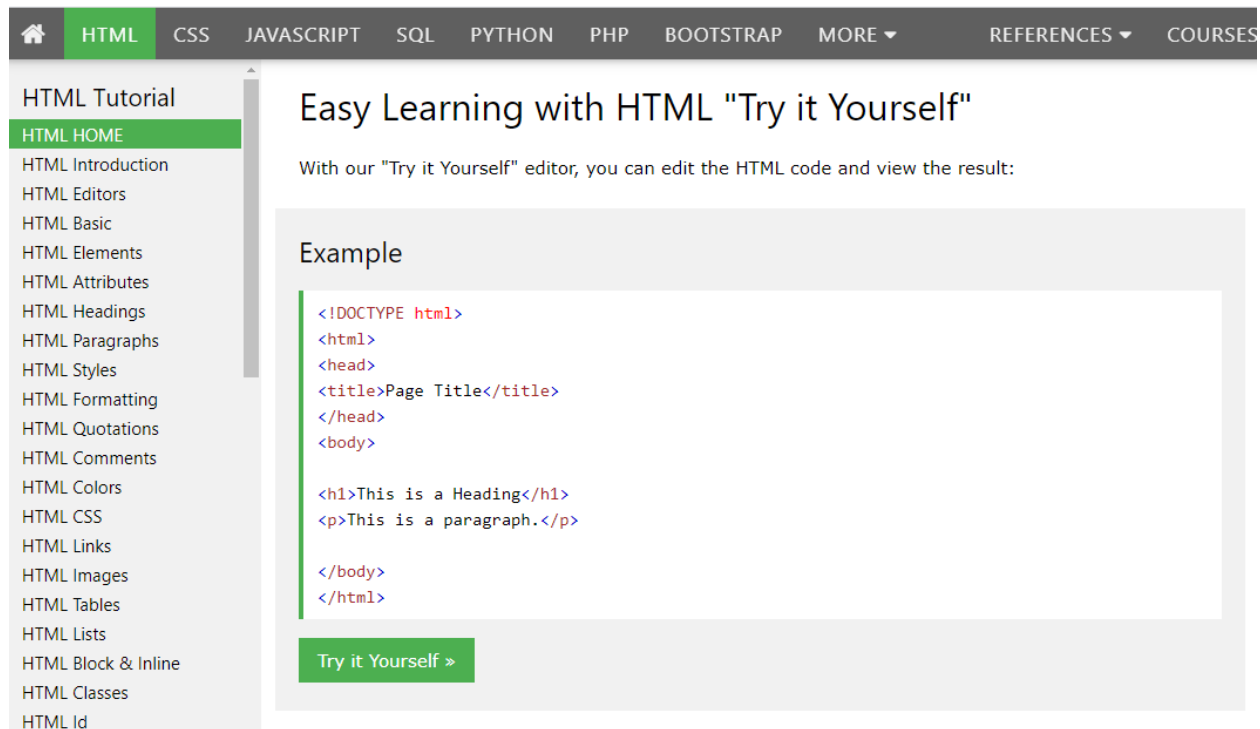 HTML CSS JAVASCRIPT SQL PYTHON PHP BOOTSTRAP MORE REFERENCES COURSES
HTML Tutorial
HTML HOME
HTML Introduction
HTML Editors
HTML Basic
HTML Elements
HTML Attributes
HTML Headings
HTML Paragraphs
HTML Styles
HTML Formatting
HTML Quotations
HTML Comments
HTML Colors
HTML CSS
HTML Links
HTML Images
HTML Tables
HTML Lists
HTML Block & Inline
HTML Classes
HTML Id
Easy Learning with HTML "Try it Yourself"
With our "Try it Yourself" editor, you can edit the HTML code and view the result:
Example
<!DOCTYPE html>
<html>
<head>
<title>Page Title</title>
</head>
<body>
<h1>This is a Heading</h1>
<p>This is a paragraph.</p>
</body>
</html>
Try it Yourself »